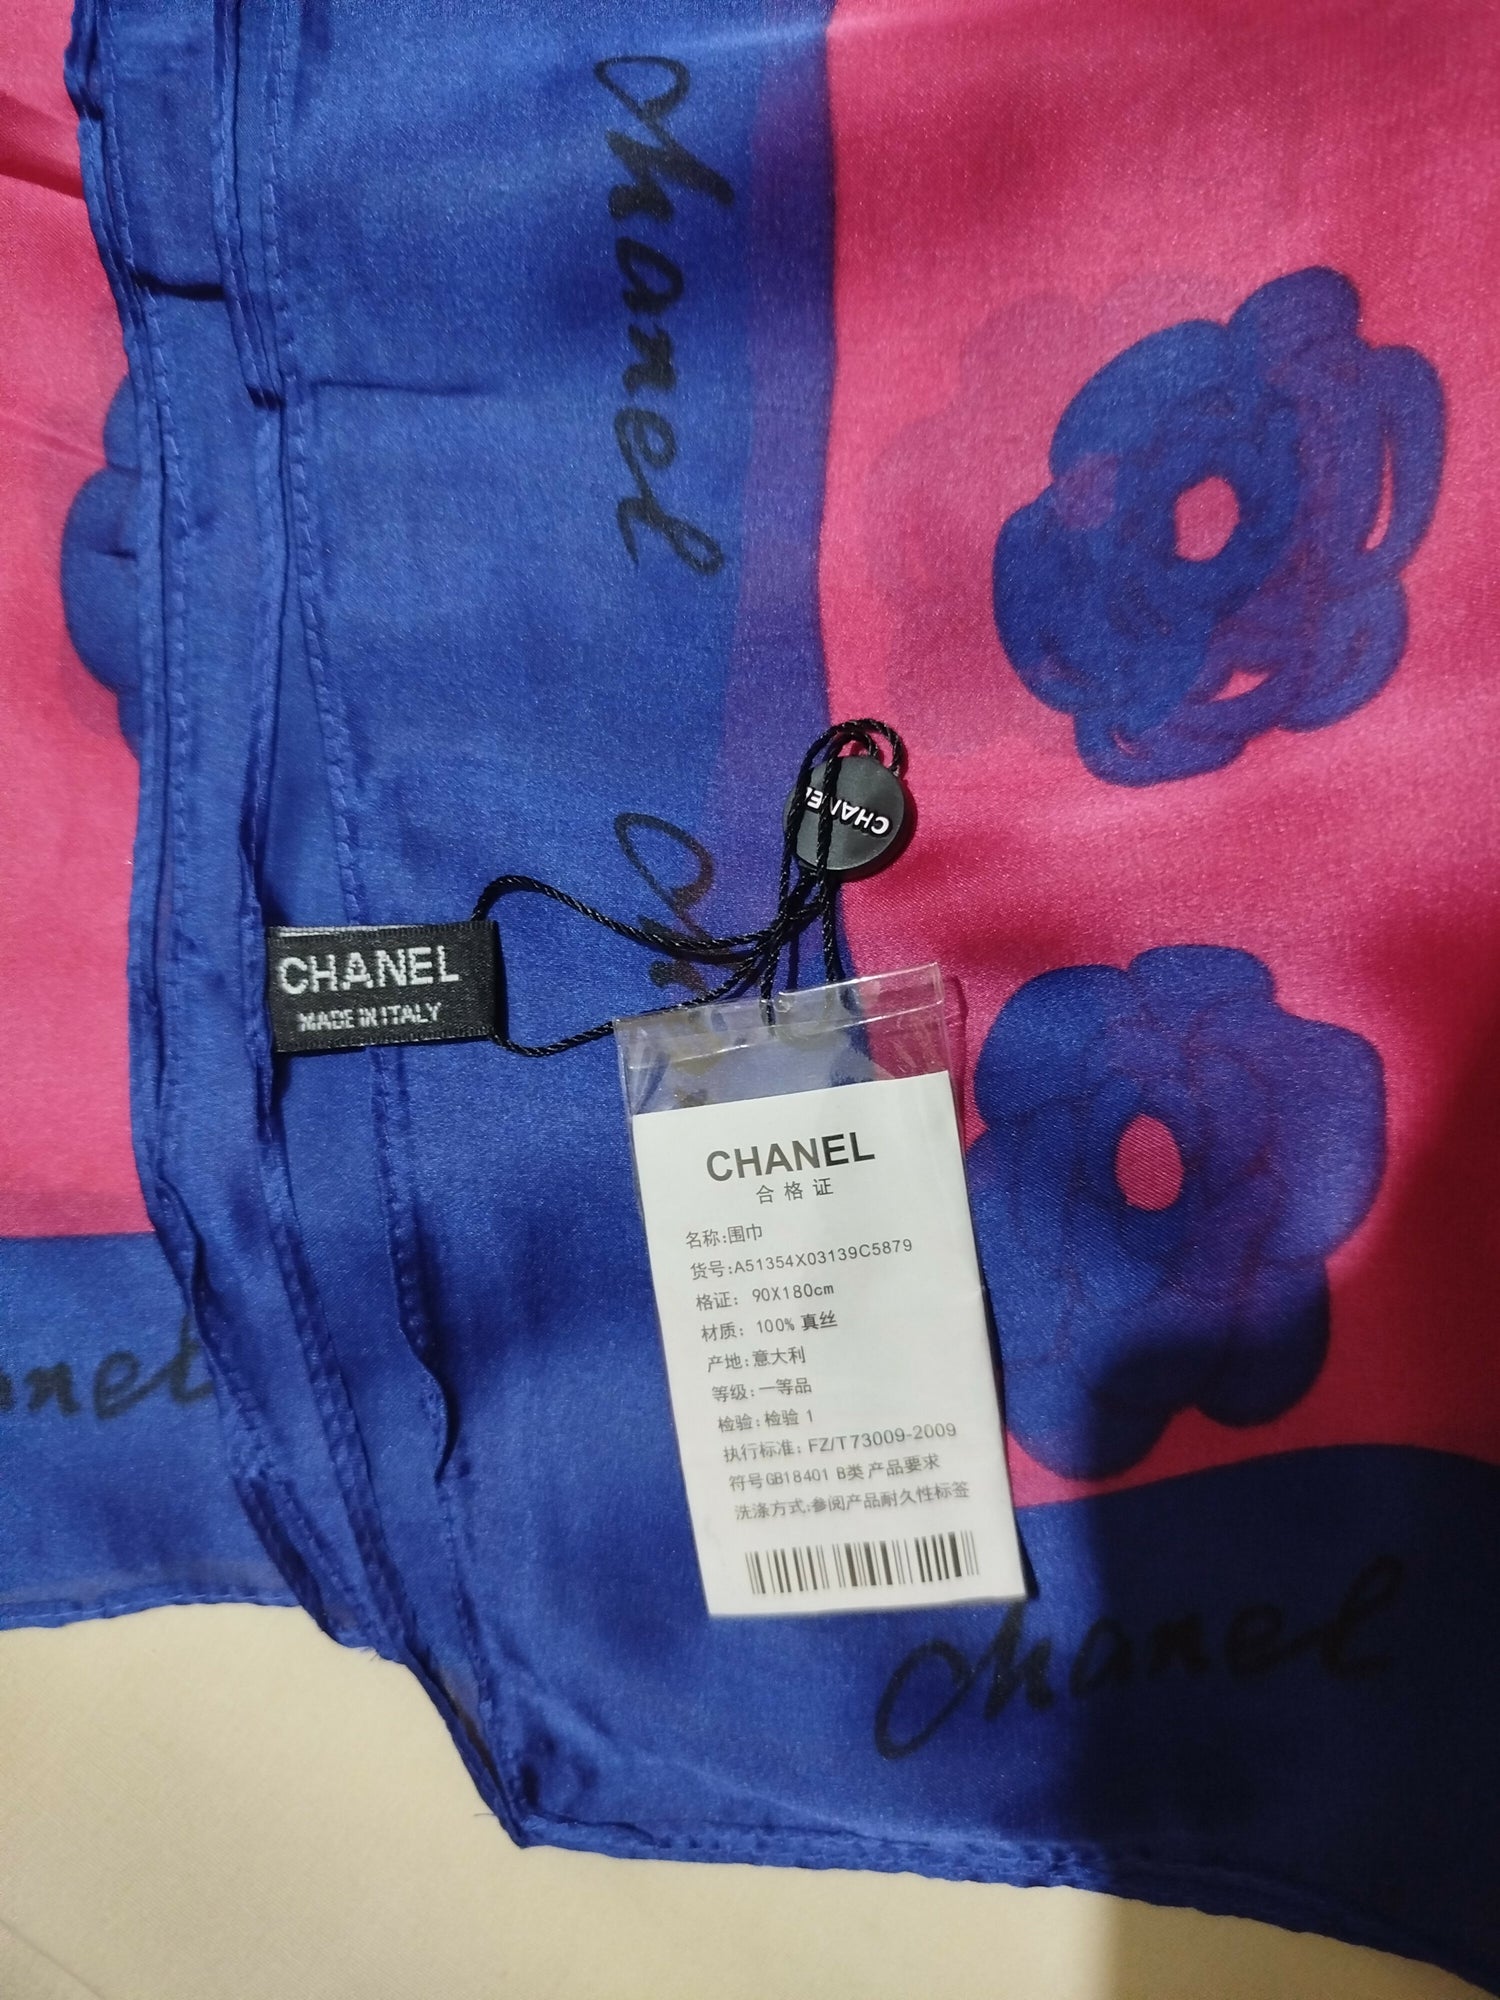 Chanel
CHANEL
Ch
CHANEL
MADE IN ITALY
CHANEL
合格证
名称:围巾
货号:A51354X03139C5879
格证: 90X180cm
材质: 100% 真丝
产地:意大利
等级:一等品
检验:检验 1
执行标准: FZ/T73009-2009
符号GB18401 B类 产品要求
洗涤方式:参阅产品耐久性标签
anel
Chanel